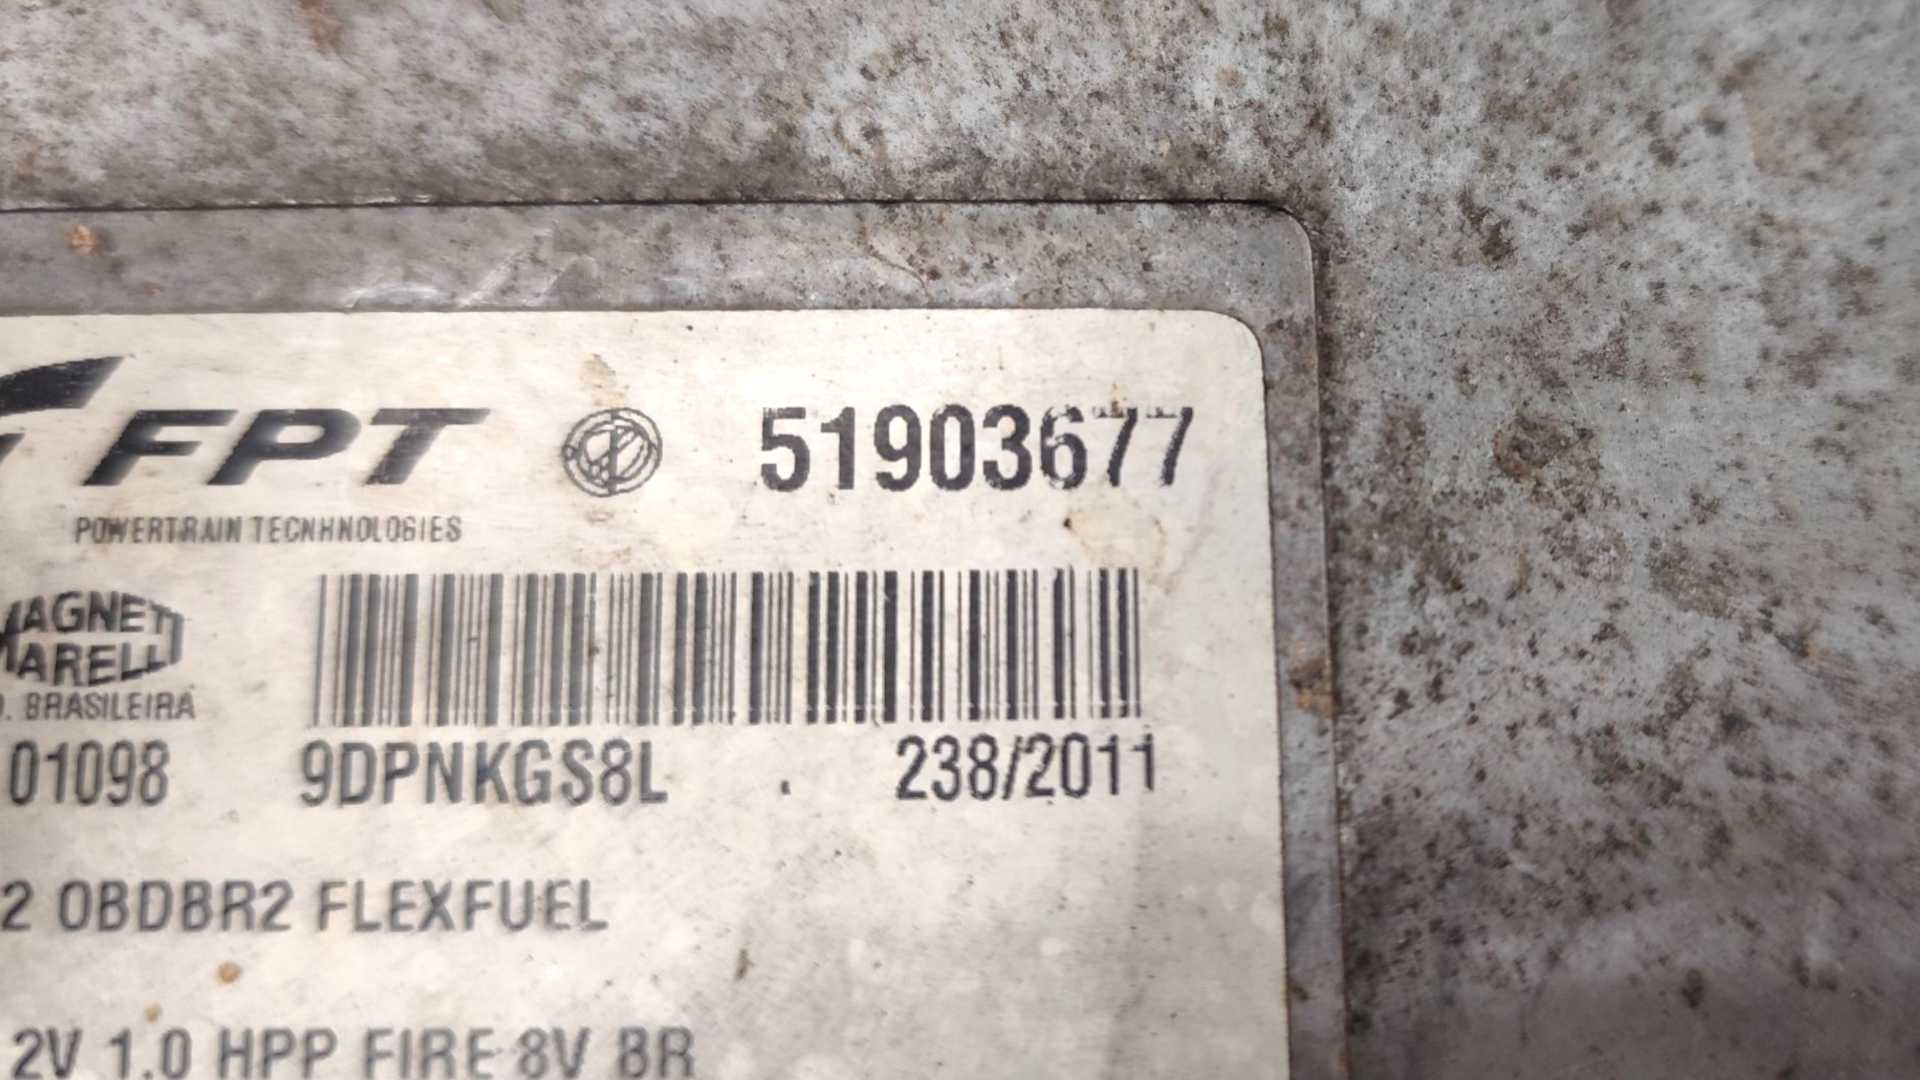 FPT 51903677
POWERTRAIN TECNHNOLOGIES
MAGNETI
MARELLI
. BRASILEIRA
01098 9DPNKGS8L . 238/2011
2 OBDBR2 FLEXFUEL
2V 1.0 HPP FIRE 8V BR